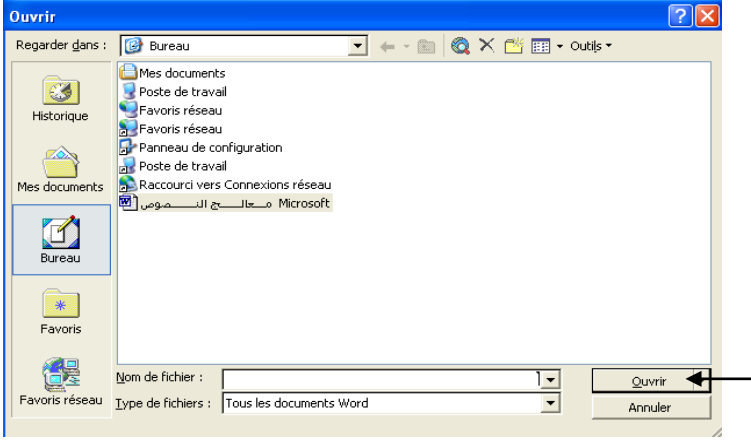 Ouvrir
Regarder dans : Bureau Outils
Historique
Mes documents
Bureau
Favoris
Favoris réseau
Mes documents
Poste de travail
Favoris réseau
Favoris réseau
Panneau de configuration
Poste de travail
Raccourci vers Connexions réseau
Microsoft معالج النصوص
Nom de fichier :
Ouvrir
Type de fichiers : Tous les documents Word
Annuler